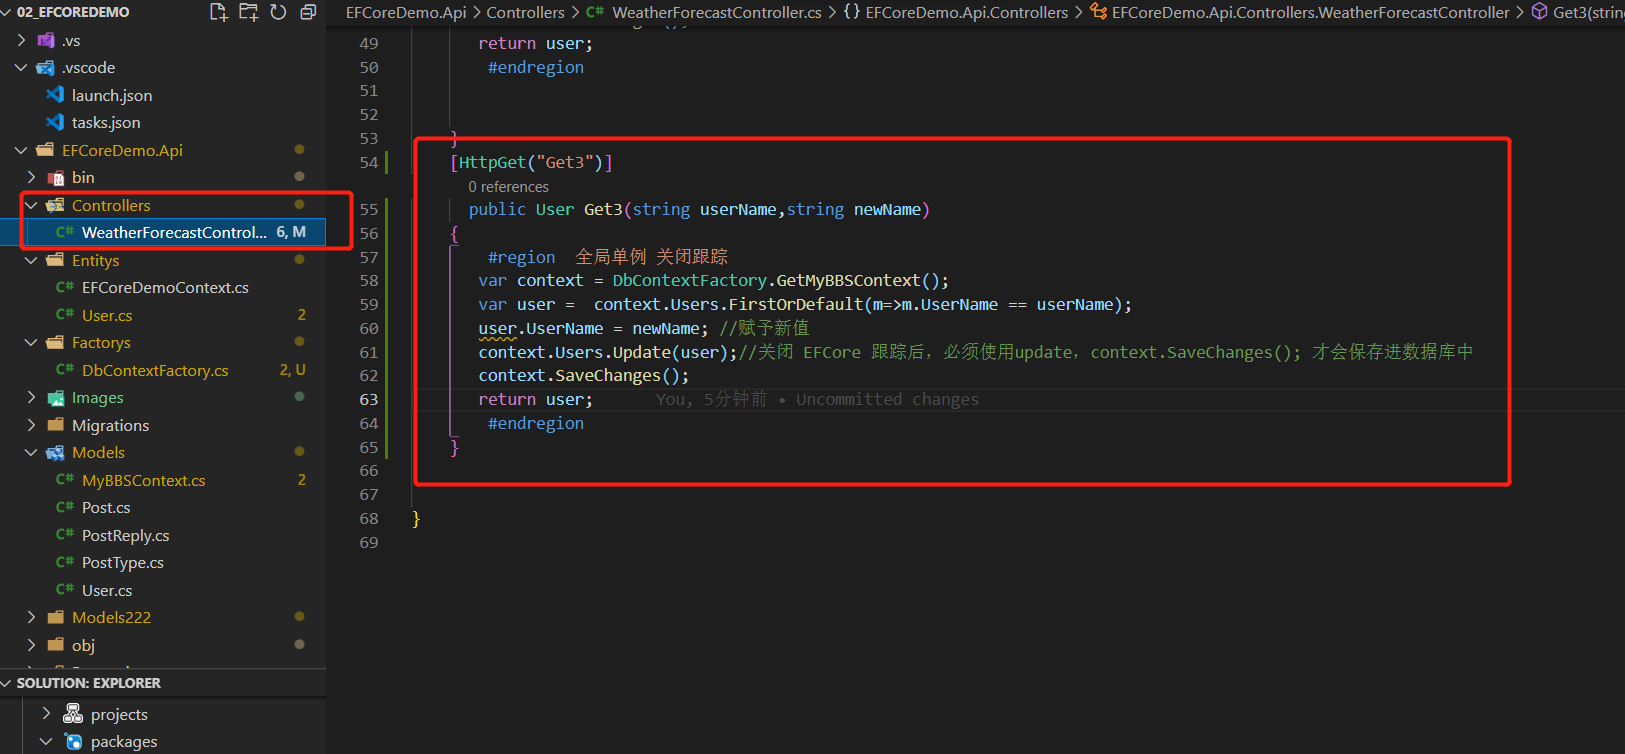 02_EFCOREDEMO
.vs
.vscode
launch.json
tasks.json
EFCoreDemo.Api
bin
Controllers
WeatherForecastControl... 6, M
Entitys
EFCoreDemoContext.cs
User.cs 2
Factorys
DbContextFactory.cs 2, U
Images
Migrations
Models
MyBBSContext.cs 2
Post.cs
PostReply.cs
PostType.cs
User.cs
Models222
obj
SOLUTION: EXPLORER
projects
packages
EFCoreDemo.Api > Controllers > WeatherForecastController.cs > {} EFCoreDemo.Api.Controllers > EFCoreDemo.Api.Controllers.WeatherForecastController > Get3(strin
49 return user;
50 #endregion
51
52
53 }
54 [HttpGet("Get3")]
0 references
55 public User Get3(string userName,string newName)
56 {
57 #region 全局单例 关闭跟踪
58 var context = DbContextFactory.GetMyBBSContext();
59 var user = context.Users.FirstOrDefault(m=>m.UserName == userName);
60 user.UserName = newName; //赋予新值
61 context.Users.Update(user);//关闭 EFCore 跟踪后，必须使用update，context.SaveChanges(); 才会保存进数据库中
62 context.SaveChanges();
63 return user; You, 5分钟前 • Uncommitted changes
64 #endregion
65 }
66
67
68 }
69